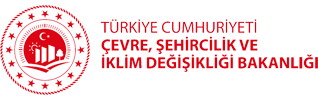 TÜRKİYE CUMHURİYETİ
ÇEVRE, ŞEHİRCİLİK VE
İKLİM DEĞİŞİKLİĞİ BAKANLIĞI